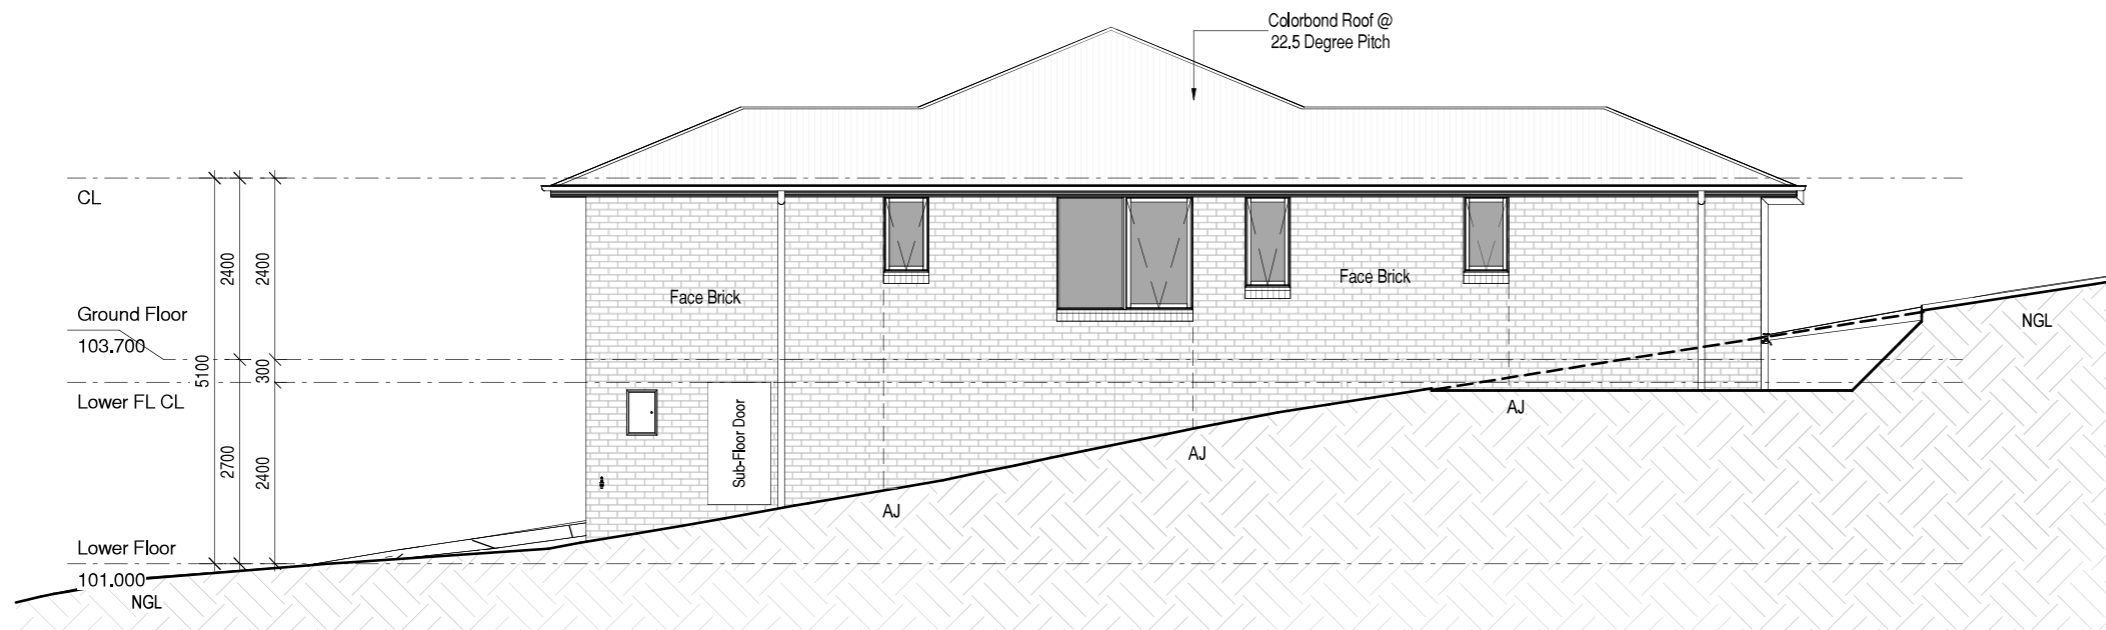 Colorbond Roof @
22.5 Degree Pitch
CL
2400
2400
Face Brick
Face Brick
Ground Floor
103.700
NGL
5100
300
Lower FL CL
AJ
Sub-Floor Door
2700
2400
AJ
AJ
Lower Floor
101.000
NGL